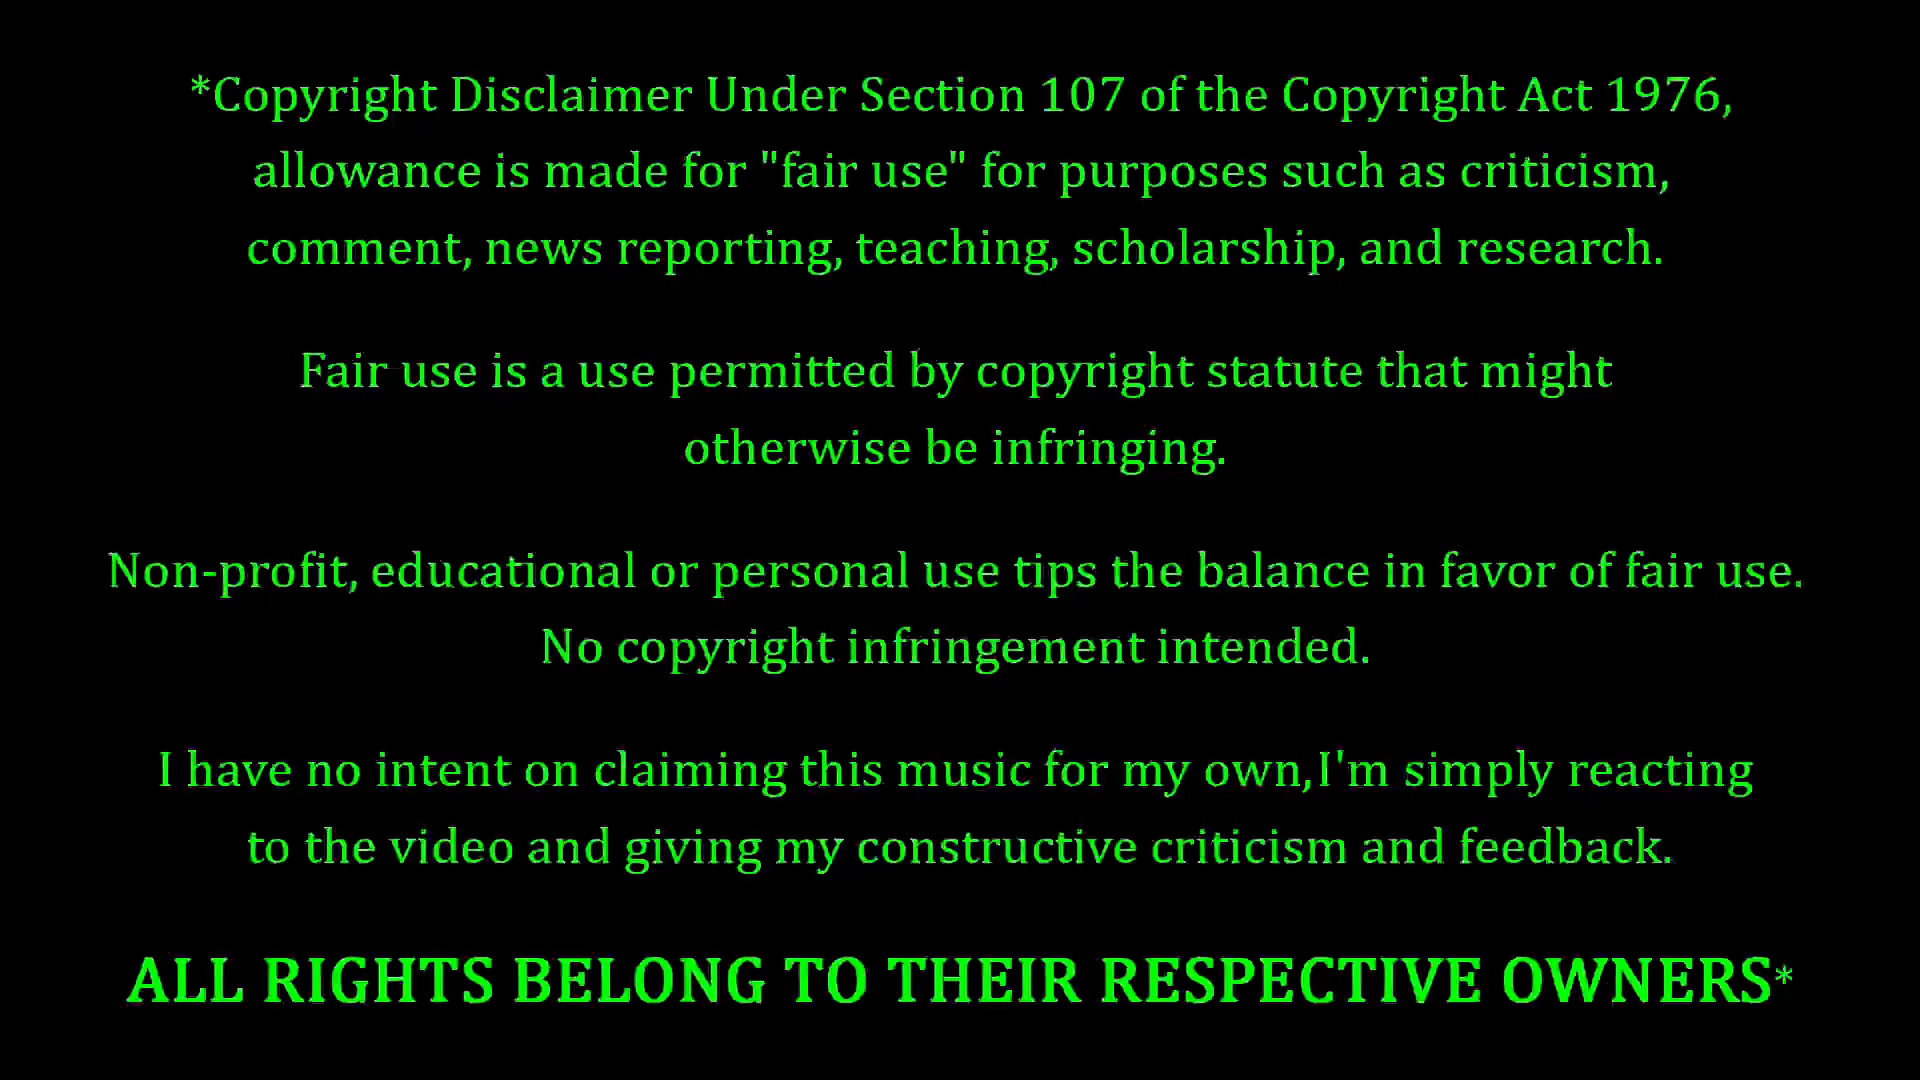 *Copyright Disclaimer Under Section 107 of the Copyright Act 1976,
allowance is made for "fair use" for purposes such as criticism,
comment, news reporting, teaching, scholarship, and research.
Fair use is a use permitted by copyright statute that might
otherwise be infringing.
Non-profit, educational or personal use tips the balance in favor of fair use.
No copyright infringement intended.
I have no intent on claiming this music for my own,I'm simply reacting
to the video and giving my constructive criticism and feedback.
ALL RIGHTS BELONG TO THEIR RESPECTIVE OWNERS*